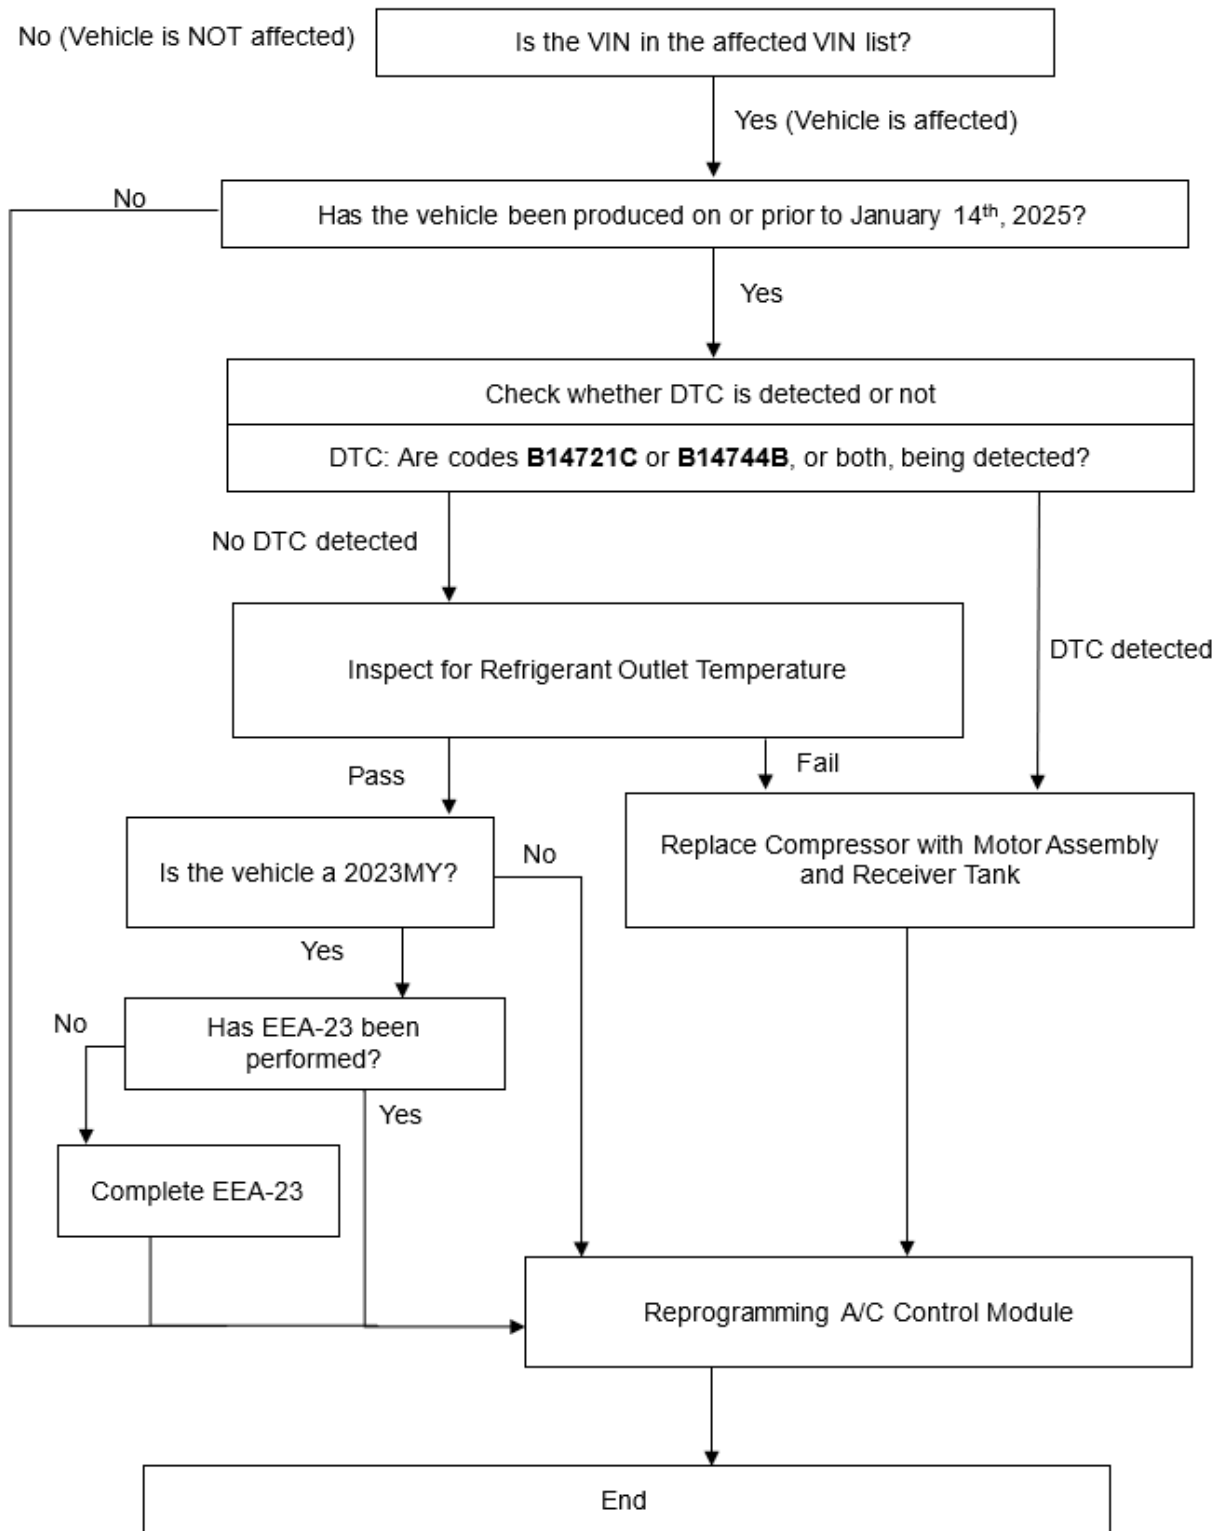 No (Vehicle is NOT affected)
Is the VIN in the affected VIN list?
Yes (Vehicle is affected)
No
Has the vehicle been produced on or prior to January 14th, 2025?
Yes
Check whether DTC is detected or not
DTC: Are codes B14721C or B14744B, or both, being detected?
No DTC detected
DTC detected
Inspect for Refrigerant Outlet Temperature
Pass
Fail
Is the vehicle a 2023MY?
No
Replace Compressor with Motor Assembly
and Receiver Tank
Yes
No
Has EEA-23 been
performed?
Yes
Complete EEA-23
Reprogramming A/C Control Module
End